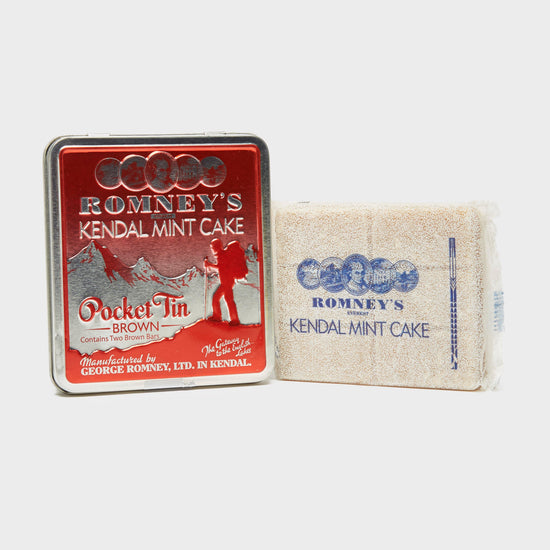 ROMNEY'S
KENDAL MINT CAKE
Pocket Tin
BROWN
Contains Two Brown Bars
Manufactured by
GEORGE ROMNEY, LTD. IN KENDAL.
The Gateway
to the English
Lakes
ROMNEY'S
EVEREST
KENDAL MINT CAKE